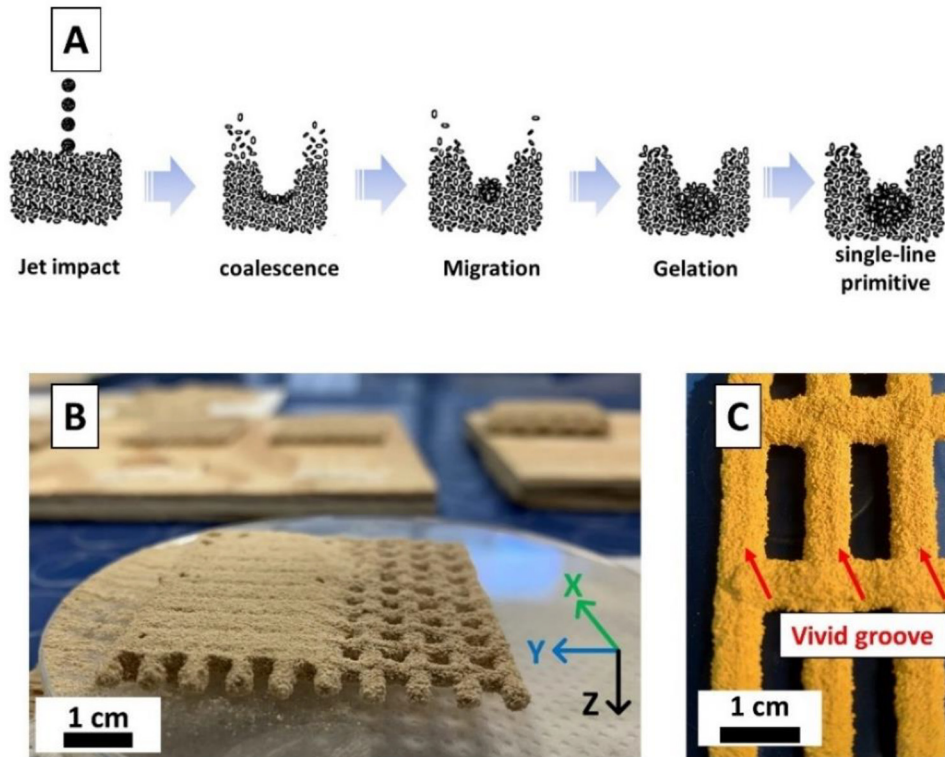 A
Jet impact
coalescence
Migration
Gelation
single-line
primitive
B
X
Y
Z
1 cm
C
Vivid groove
1 cm